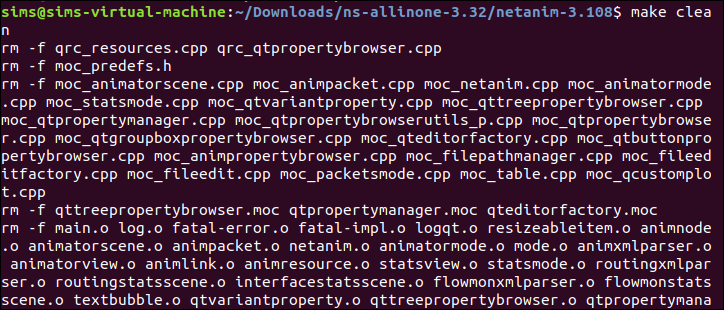 sims@sims-virtual-machine:~/Downloads/ns-allinone-3.32/netanim-3.108$ make clea
n
rm -f qrc_resources.cpp qrc_qtpropertybrowser.cpp
rm -f moc_predefs.h
rm -f moc_animatorscene.cpp moc_animpacket.cpp moc_netanim.cpp moc_animatormode
.cpp moc_statsmode.cpp moc_qtvariantproperty.cpp moc_qttreepropertybrowser.cpp
moc_qtpropertymanager.cpp moc_qtpropertybrowserutils_p.cpp moc_qtpropertybrowse
r.cpp moc_qtgroupboxpropertybrowser.cpp moc_qteditorfactory.cpp moc_qtbuttonpro
pertybrowser.cpp moc_animpropertybrowser.cpp moc_filepathmanager.cpp moc_fileed
itfactory.cpp moc_fileedit.cpp moc_packetsmode.cpp moc_table.cpp moc_qcustomplo
t.cpp
rm -f qttreepropertybrowser.moc qtpropertymanager.moc qteditorfactory.moc
rm -f main.o log.o fatal-error.o fatal-impl.o logqt.o resizeableitem.o animnode
.o animatorscene.o animpacket.o netanim.o animatormode.o mode.o animxmlparser.o
 animatorview.o animlink.o animresource.o statsview.o statsmode.o routingxmlpar
ser.o routingstatsscene.o interfacestatsscene.o flowmonxmlparser.o flowmonstats
scene.o textbubble.o qtvariantproperty.o qttreepropertybrowser.o qtpropertymana